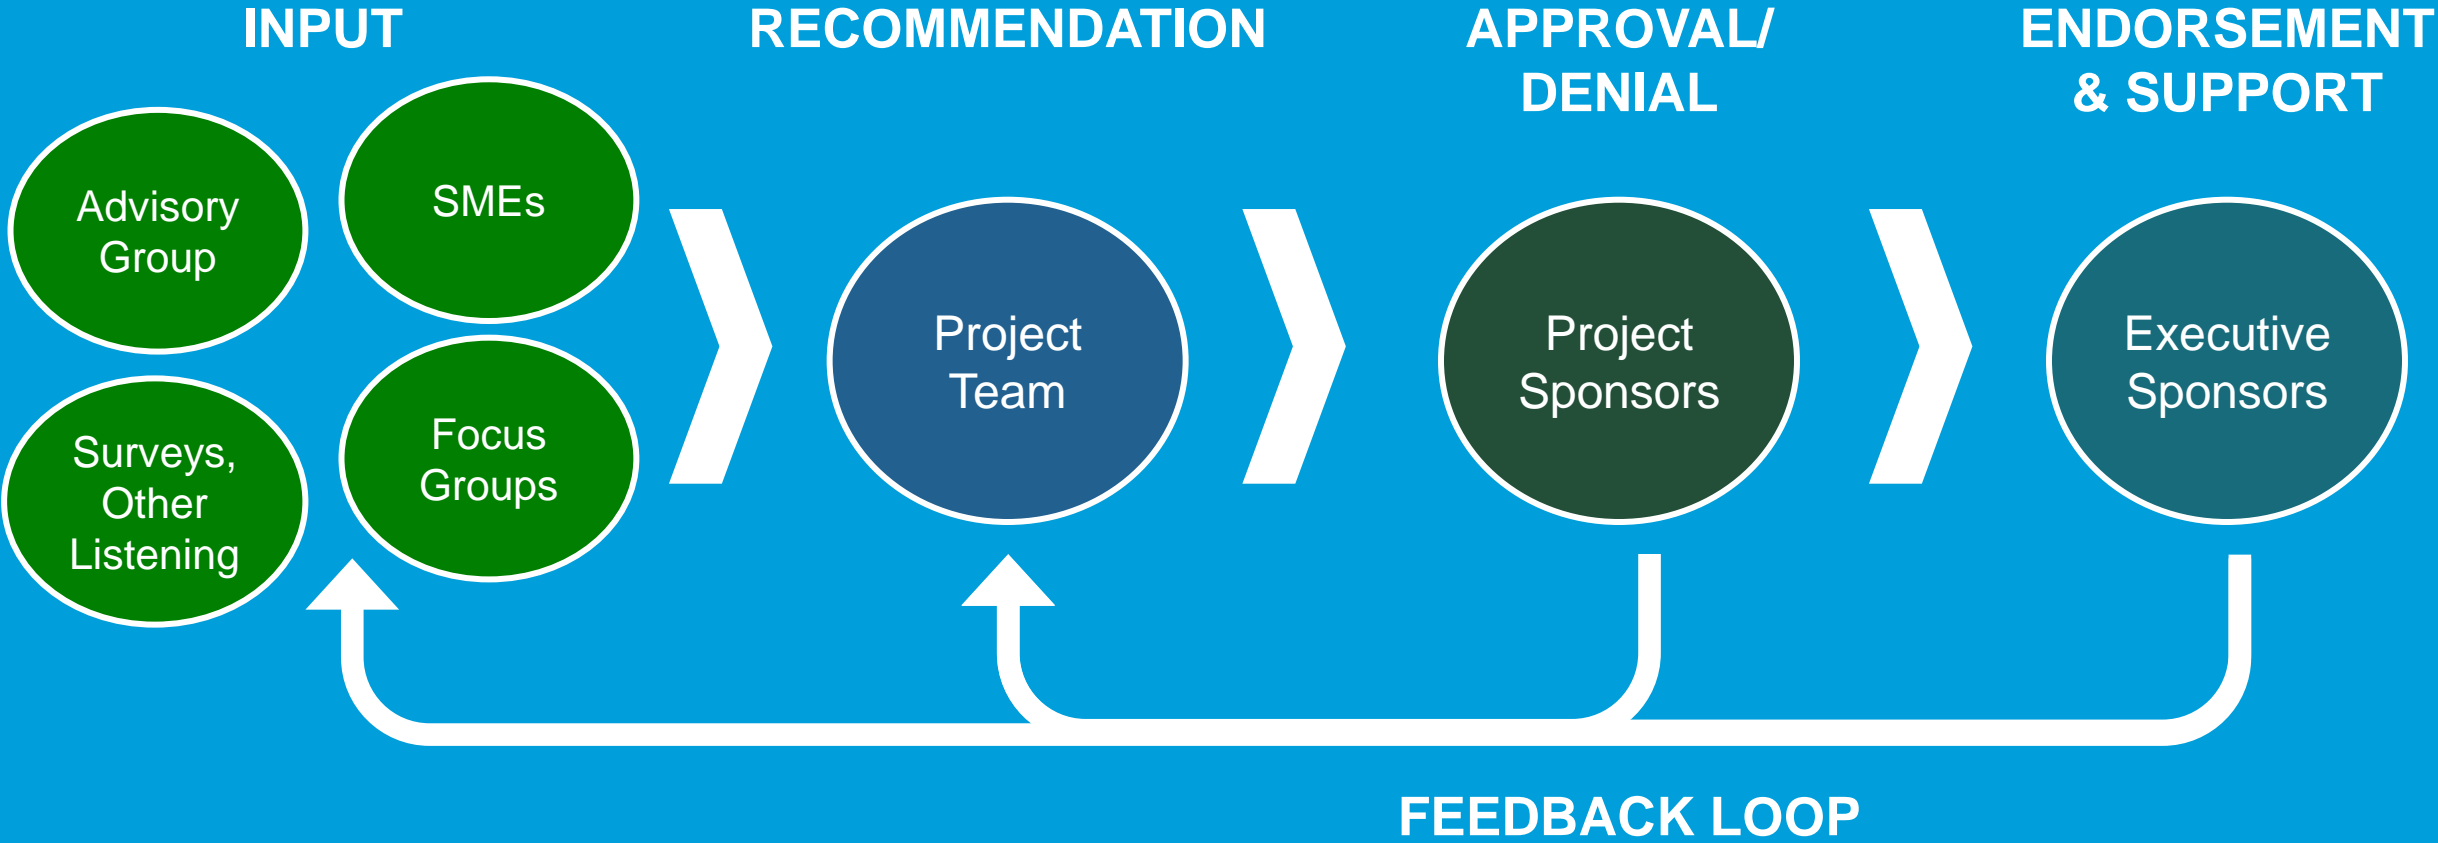 INPUT
RECOMMENDATION
APPROVAL/
DENIAL
ENDORSEMENT
& SUPPORT
Advisory
Group
SMEs
Surveys,
Other
Listening
Focus
Groups
Project
Team
Project
Sponsors
Executive
Sponsors
FEEDBACK LOOP